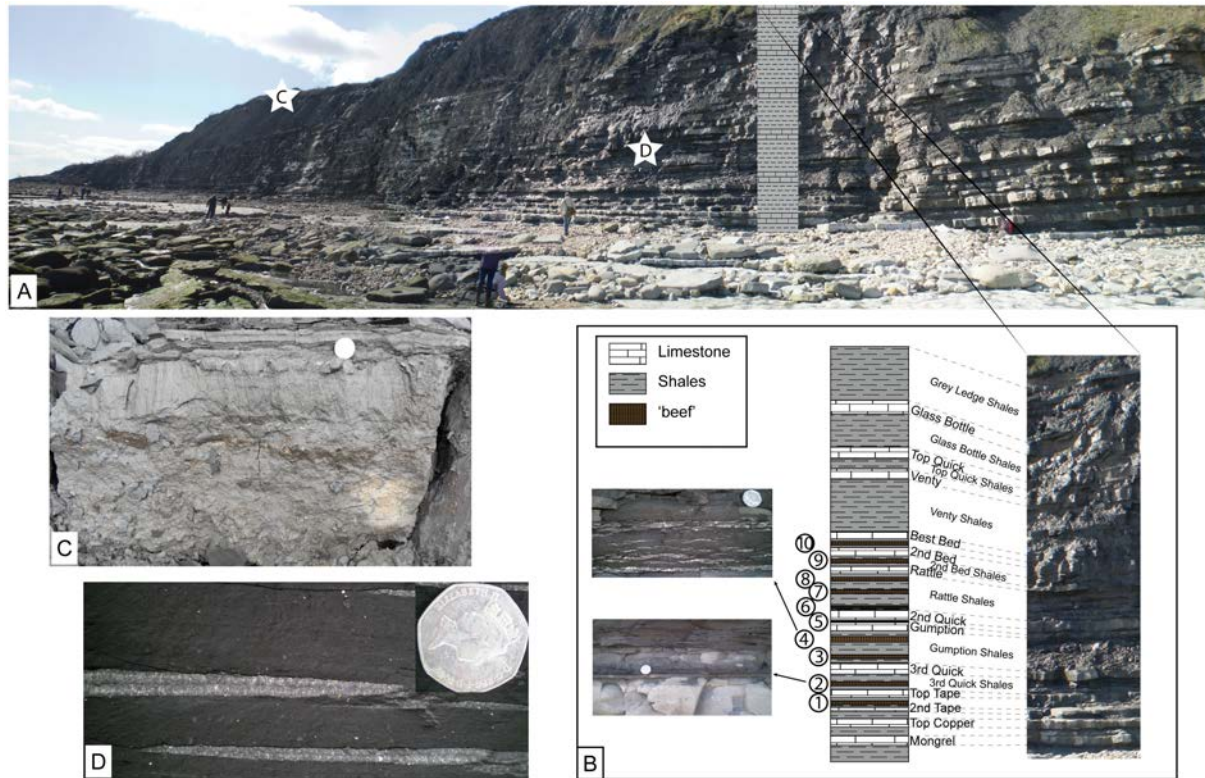 C
D
A
C
D
B
Limestone
Shales
'beef'
Grey Ledge Shales
Glass Bottle
Glass Bottle Shales
Top Quick
Top Quick Shales
Venty
Venty Shales
Best Bed
2nd Bed
2nd Bed Shales
Rattle
Rattle Shales
2nd Quick
Gumption
Gumption Shales
3rd Quick
3rd Quick Shales
Top Tape
2nd Tape
Top Copper
Mongrel
10
9
8
7
6
5
4
3
2
1